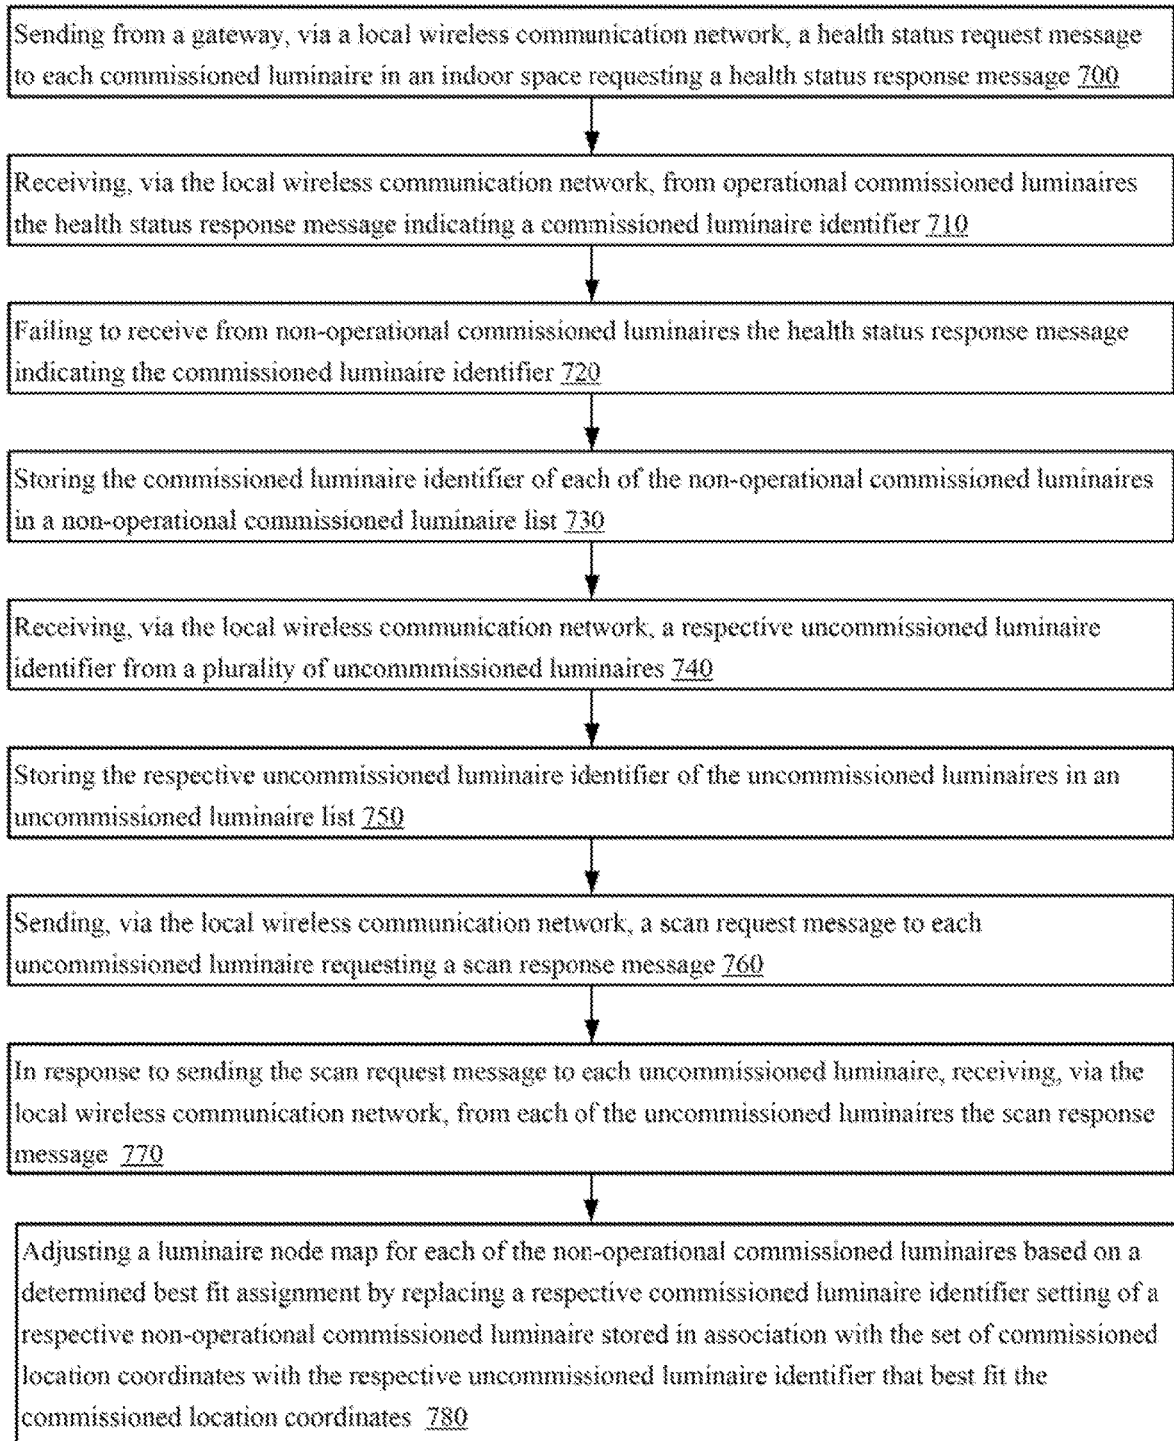 Sending from a gateway, via a local wireless communication network, a health status request message
to each commissioned luminaire in an indoor space requesting a health status response message 700
Receiving, via the local wireless communication network, from operational commissioned luminaires
the health status response message indicating a commissioned luminaire identifier 710
Failing to receive from non-operational commissioned luminaires the health status response message
indicating the commissioned luminaire identifier 720
Storing the commissioned luminaire identifier of each of the non-operational commissioned luminaires
in a non-operational commissioned luminaire list 730
Receiving, via the local wireless communication network, a respective uncommissioned luminaire
identifier from a plurality of uncommmissioned luminaires 740
Storing the respective uncommissioned luminaire identifier of the uncommissioned luminaires in an
uncommissioned luminaire list 750
Sending, via the local wireless communication network, a scan request message to each
uncommissioned luminaire requesting a scan response message 760
In response to sending the scan request message to each uncommissioned luminaire, receiving, via the
local wireless communication network, from each of the uncommissioned luminaires the scan response
message 770
Adjusting a luminaire node map for each of the non-operational commissioned luminaires based on a
determined best fit assignment by replacing a respective commissioned luminaire identifier setting of a
respective non-operational commissioned luminaire stored in association with the set of commissioned
location coordinates with the respective uncommissioned luminaire identifier that best fit the
commissioned location coordinates 780